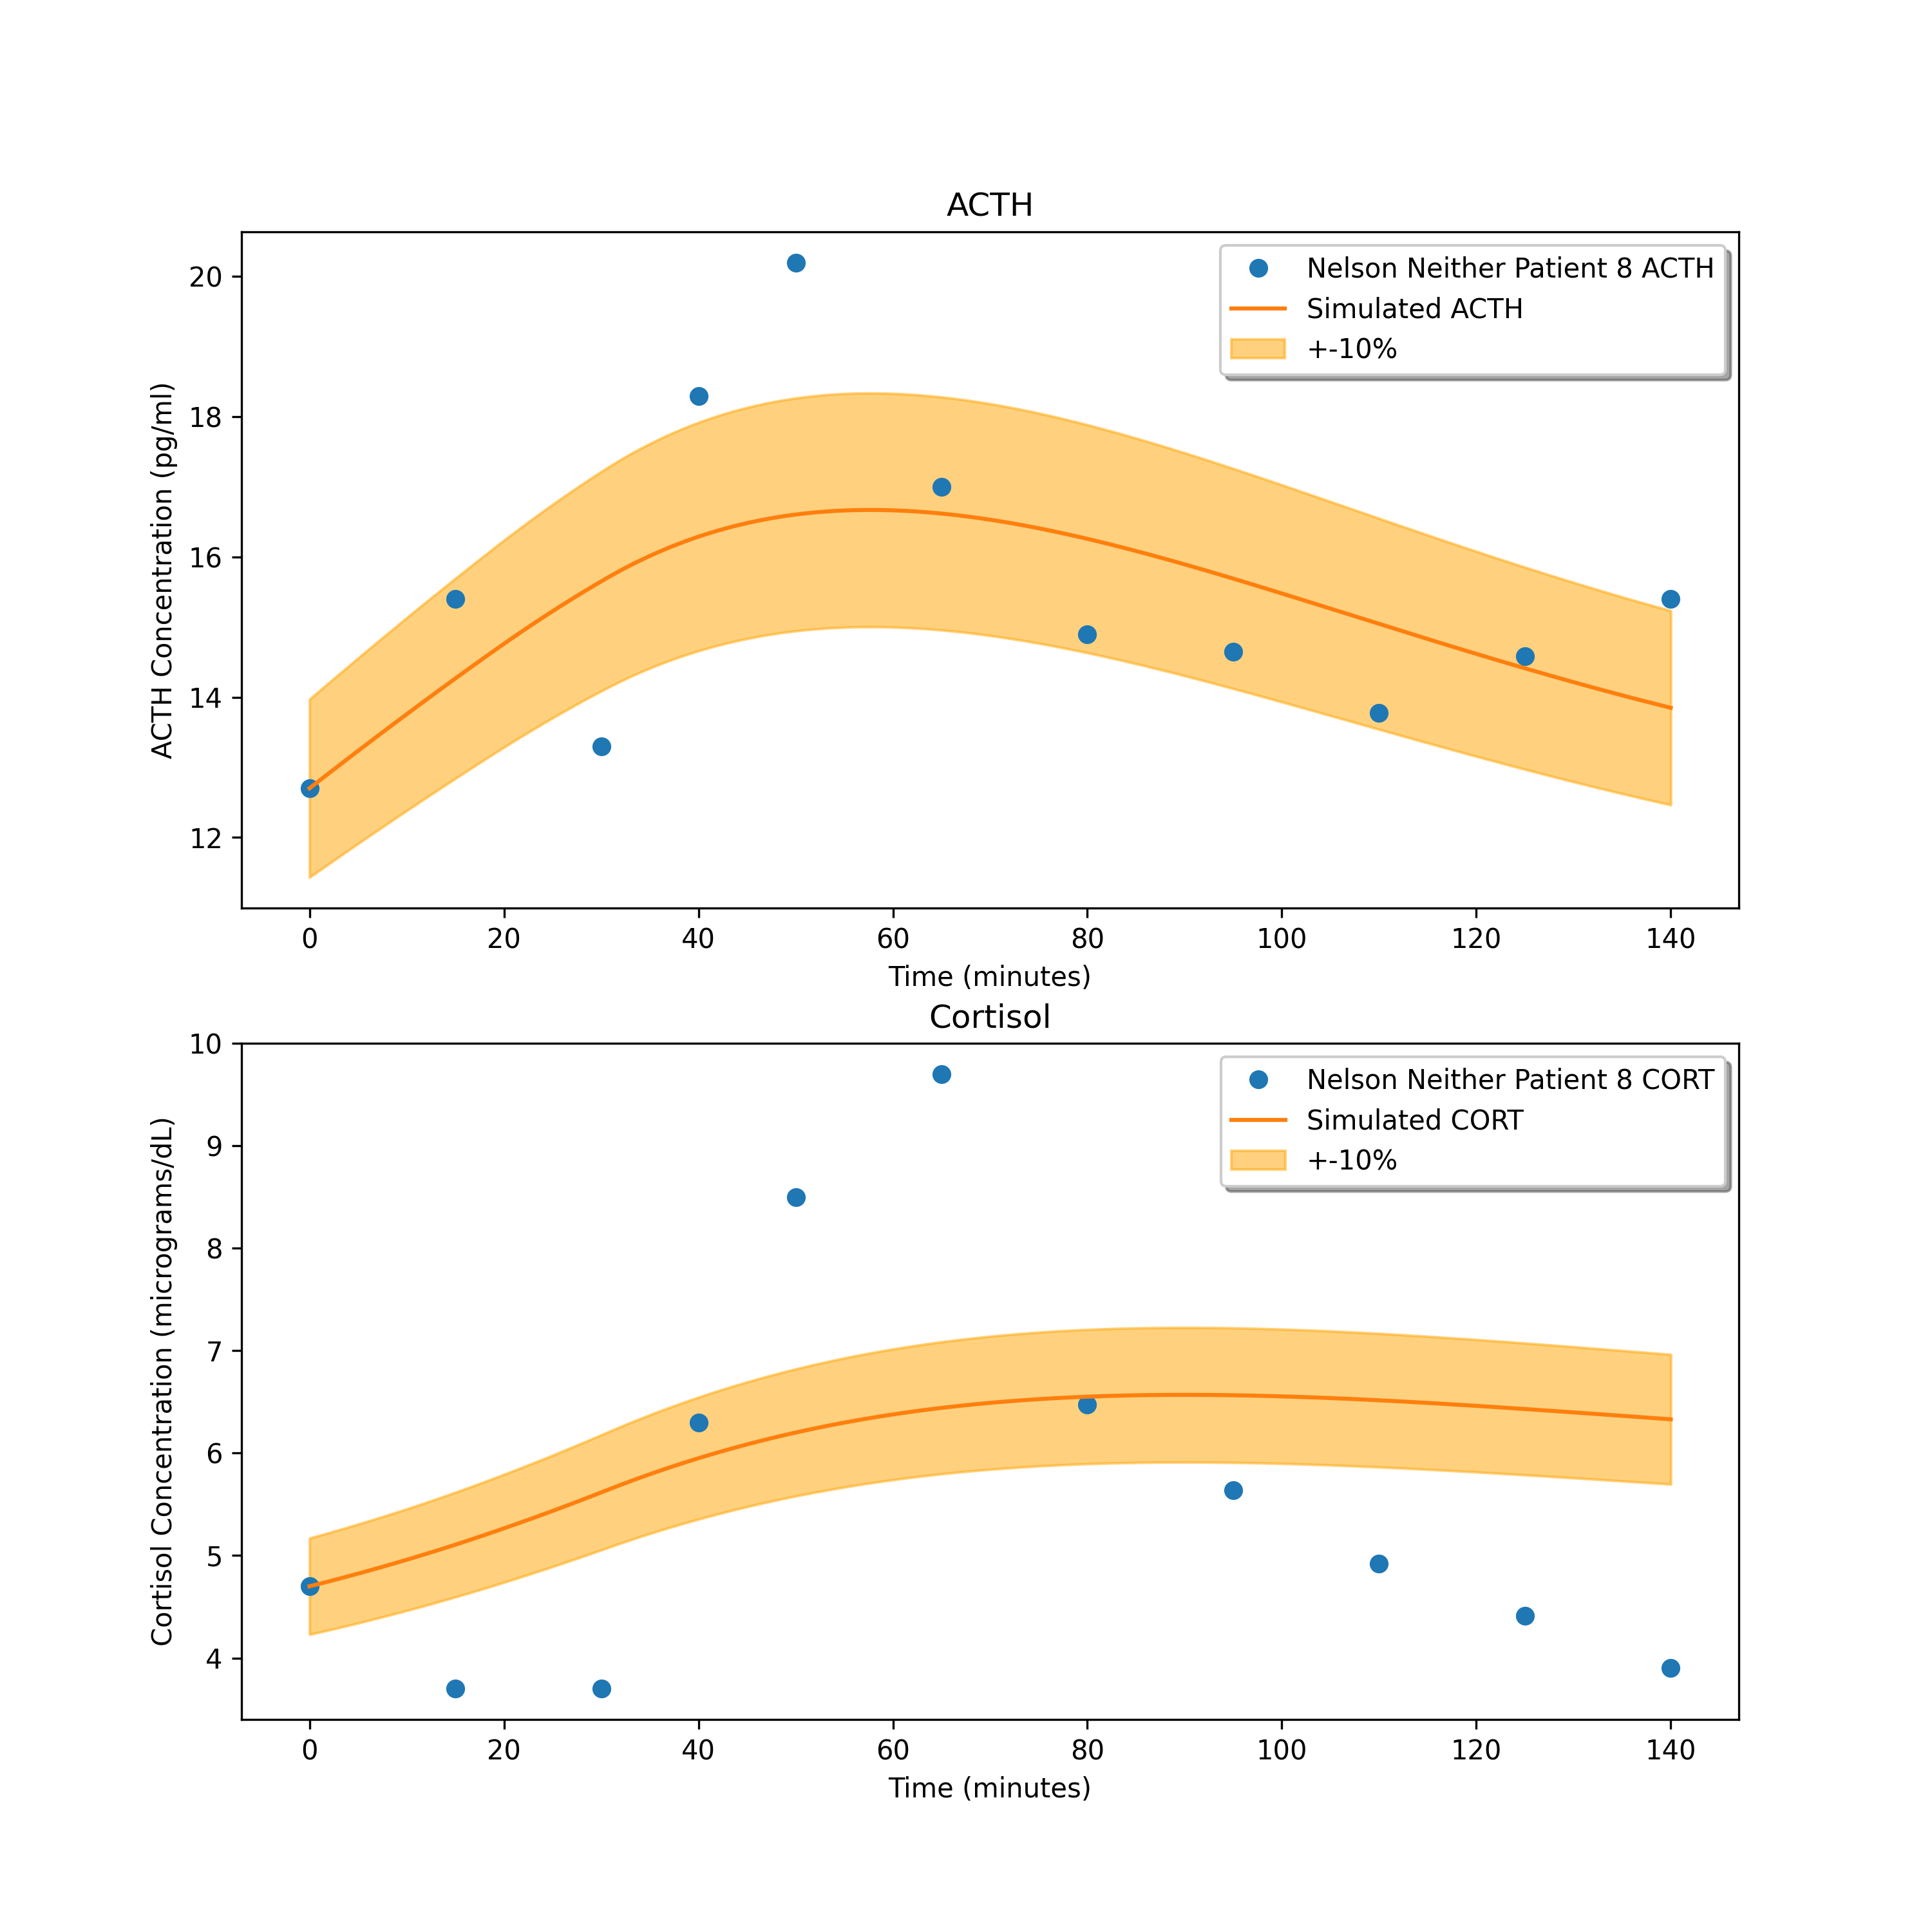 ACTH
Nelson Neither Patient 8 ACTH
Simulated ACTH
+-10%
ACTH Concentration (pg/ml)
20
18
16
14
12
0 20 40 60 80 100 120 140
Time (minutes)
Cortisol
Nelson Neither Patient 8 CORT
Simulated CORT
+-10%
Cortisol Concentration (micrograms/dL)
10
9
8
7
6
5
4
0 20 40 60 80 100 120 140
Time (minutes)